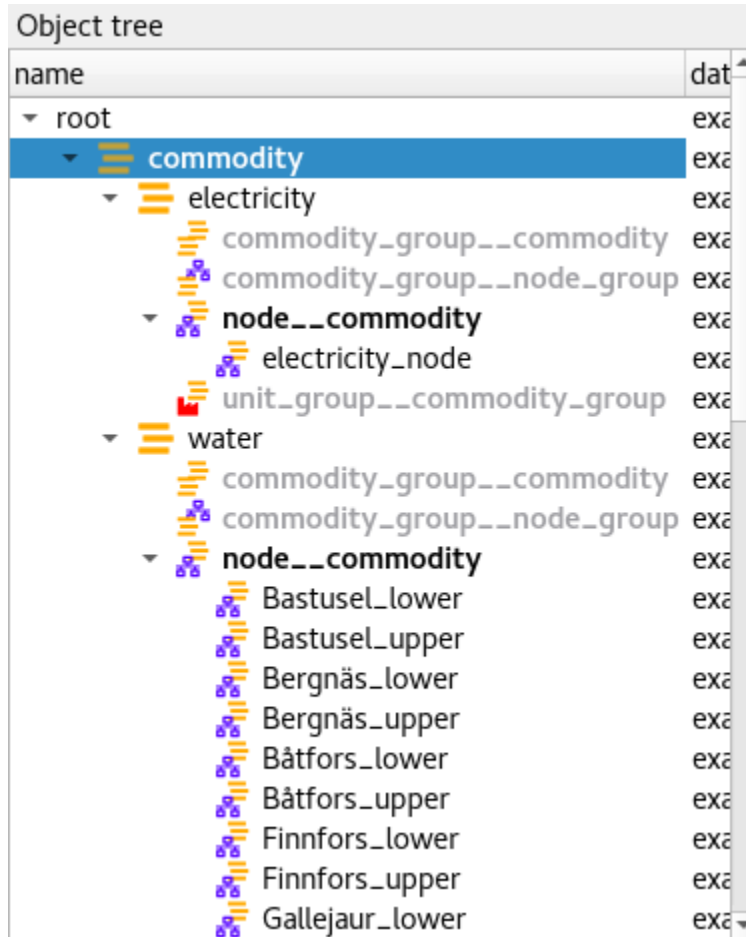 Object tree
name dat
root exa
commodity exa
electricity exa
commodity_group__commodity exa
commodity_group__node_group exa
node__commodity exa
electricity_node exa
unit_group__commodity_group exa
water exa
commodity_group__commodity exa
commodity_group__node_group exa
node__commodity exa
Bastusel_lower exa
Bastusel_upper exa
Bergnäs_lower exa
Bergnäs_upper exa
Båtfors_lower exa
Båtfors_upper exa
Finnfors_lower exa
Finnfors_upper exa
Gallejaur_lower exa